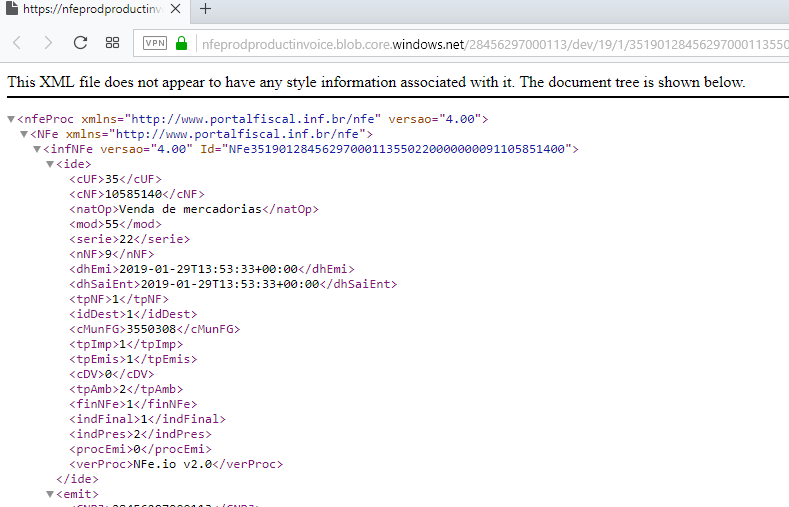 https://nfeprodproductinv
VPN nfeprodproductinvoice.blob.core.windows.net/28456297000113/dev/19/1/351901284562970001135500
This XML file does not appear to have any style information associated with it. The document tree is shown below.
<nfeProc xmlns="http://www.portalfiscal.inf.br/nfe" versao="4.00">
<NFe xmlns="http://www.portalfiscal.inf.br/nfe">
<infNFe versao="4.00" Id="NFe35190128456297000113550220000000091105851400">
<ide>
<cUF>35</cUF>
<cNF>10585140</cNF>
<natOp>Venda de mercadorias</natOp>
<mod>55</mod>
<serie>22</serie>
<nNF>9</nNF>
<dhEmi>2019-01-29T13:53:33+00:00</dhEmi>
<dhSaiEnt>2019-01-29T13:53:33+00:00</dhSaiEnt>
<tpNF>1</tpNF>
<idDest>1</idDest>
<cMunFG>3550308</cMunFG>
<tpImp>1</tpImp>
<tpEmis>1</tpEmis>
<cDV>0</cDV>
<tpAmb>2</tpAmb>
<finNFe>1</finNFe>
<indFinal>1</indFinal>
<indPres>2</indPres>
<procEmi>0</procEmi>
<verProc>NFe.io v2.0</verProc>
</ide>
<emit>